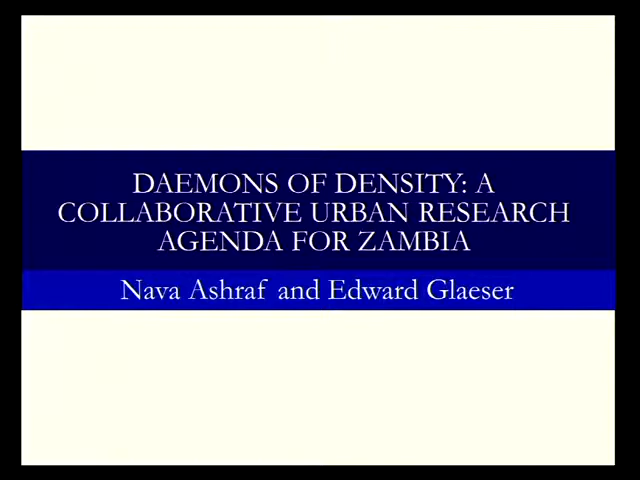 DAEMONS OF DENSITY: A
COLLABORATIVE URBAN RESEARCH
AGENDA FOR ZAMBIA
Nava Ashraf and Edward Glaeser